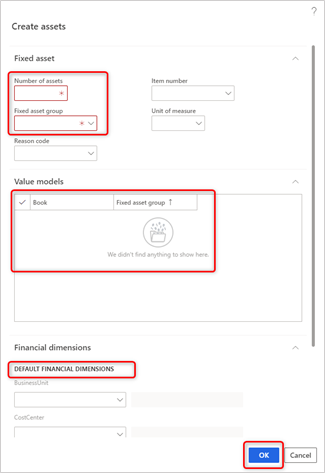 ?
Create assets
Fixed asset
Number of assets
Item number
*
Fixed asset group
Unit of measure
*
Reason code
Value models
Book
Fixed asset group ↑
We didn't find anything to show here.
Financial dimensions
DEFAULT FINANCIAL DIMENSIONS
BusinessUnit
CostCenter
OK
Cancel